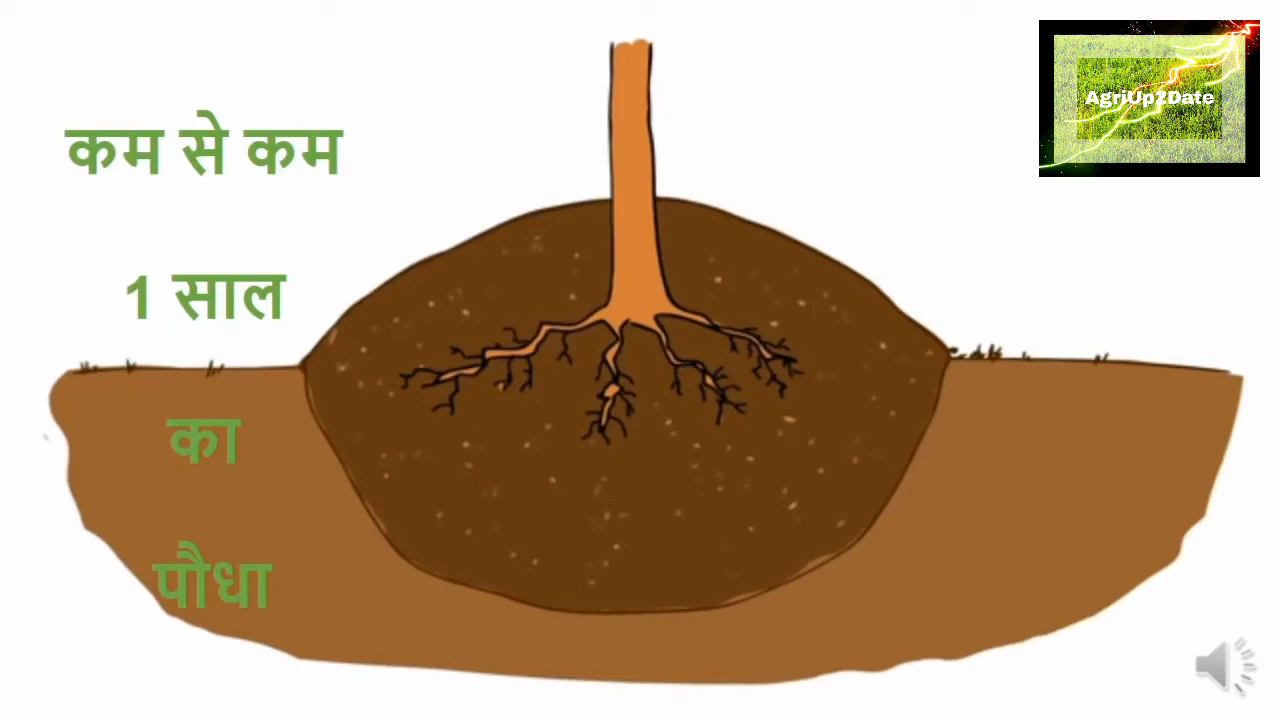 AgriUp2Date
कम से कम
1 साल
का
पौधा